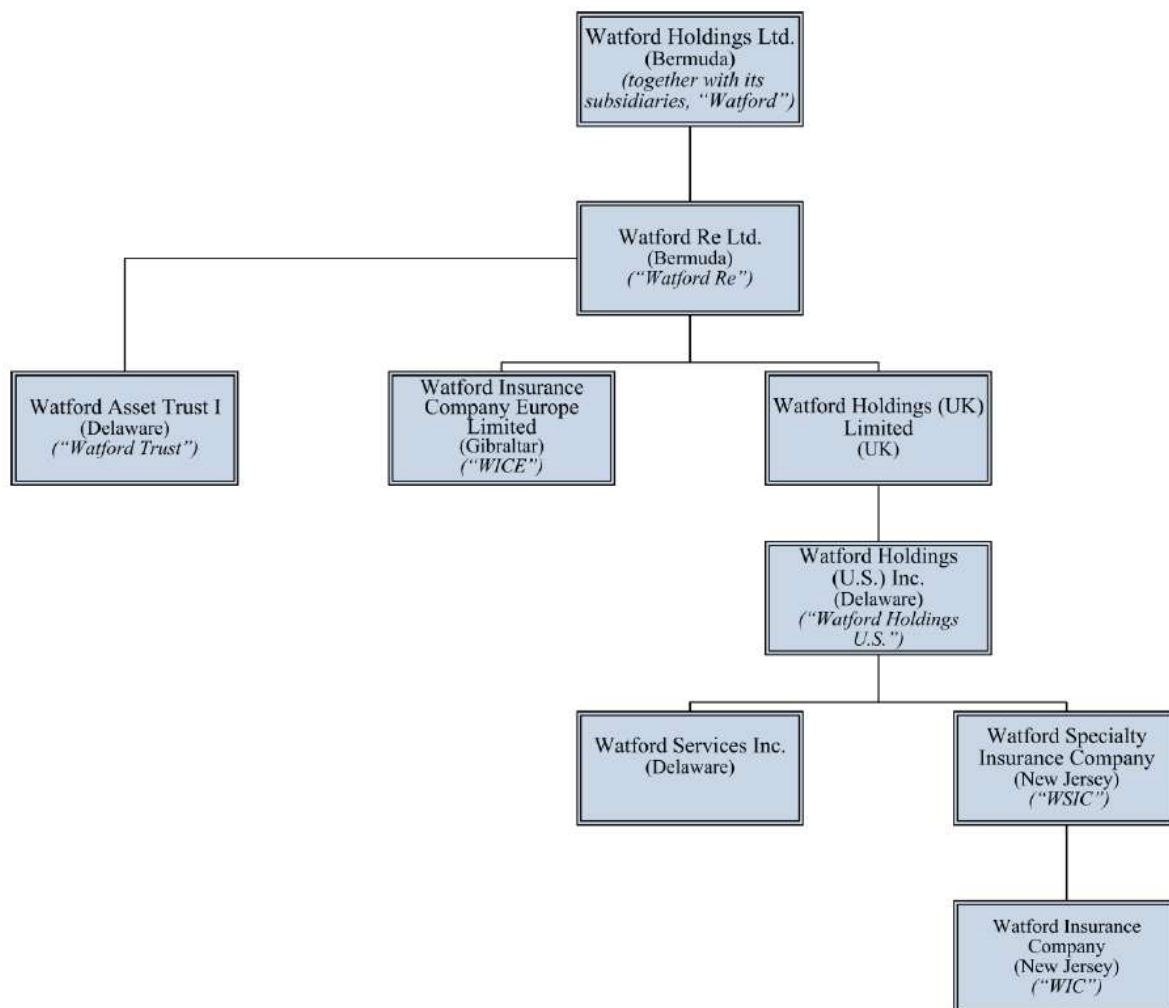 Watford Holdings Ltd.
(Bermuda)
(together with its
subsidiaries, “Watford”)
Watford Re Ltd.
(Bermuda)
(“Watford Re”)
Watford Asset Trust I
(Delaware)
(“Watford Trust”)
Watford Insurance
Company Europe
Limited
(Gibraltar)
(“WICE”)
Watford Holdings (UK)
Limited
(UK)
Watford Holdings
(U.S.) Inc.
(Delaware)
(“Watford Holdings
U.S.”)
Watford Services Inc.
(Delaware)
Watford Specialty
Insurance Company
(New Jersey)
(“WSIC”)
Watford Insurance
Company
(New Jersey)
(“WIC”)